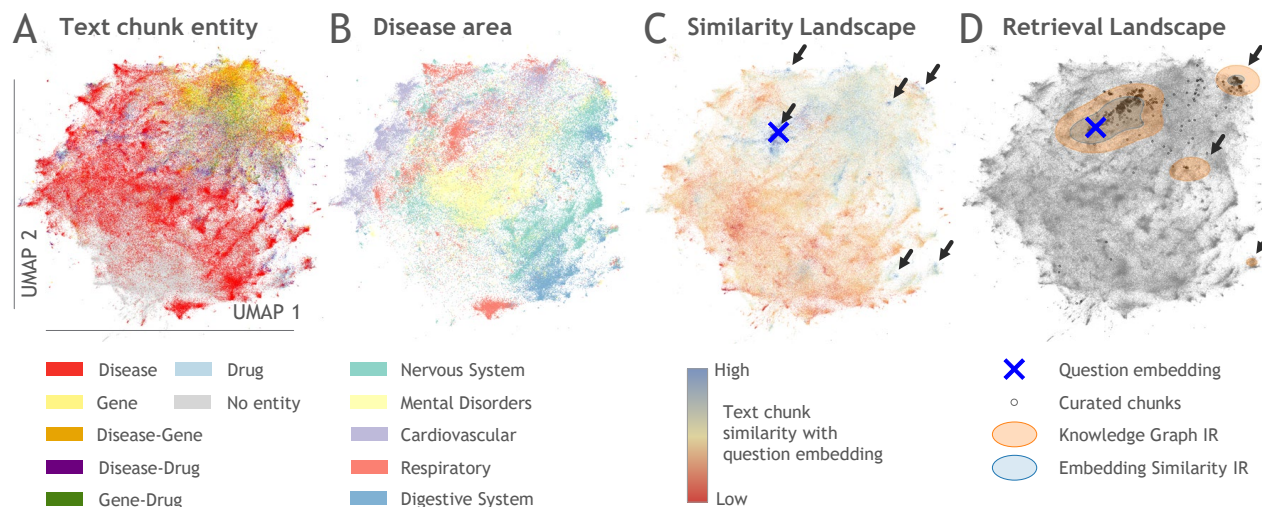 A Text chunk entity
B Disease area
C Similarity Landscape
D Retrieval Landscape
UMAP 2
UMAP 1
Disease
Drug
Gene
No entity
Disease-Gene
Disease-Drug
Gene-Drug
Nervous System
Mental Disorders
Cardiovascular
Respiratory
Digestive System
High
Text chunk
similarity with
question embedding
Low
Question embedding
Curated chunks
Knowledge Graph IR
Embedding Similarity IR